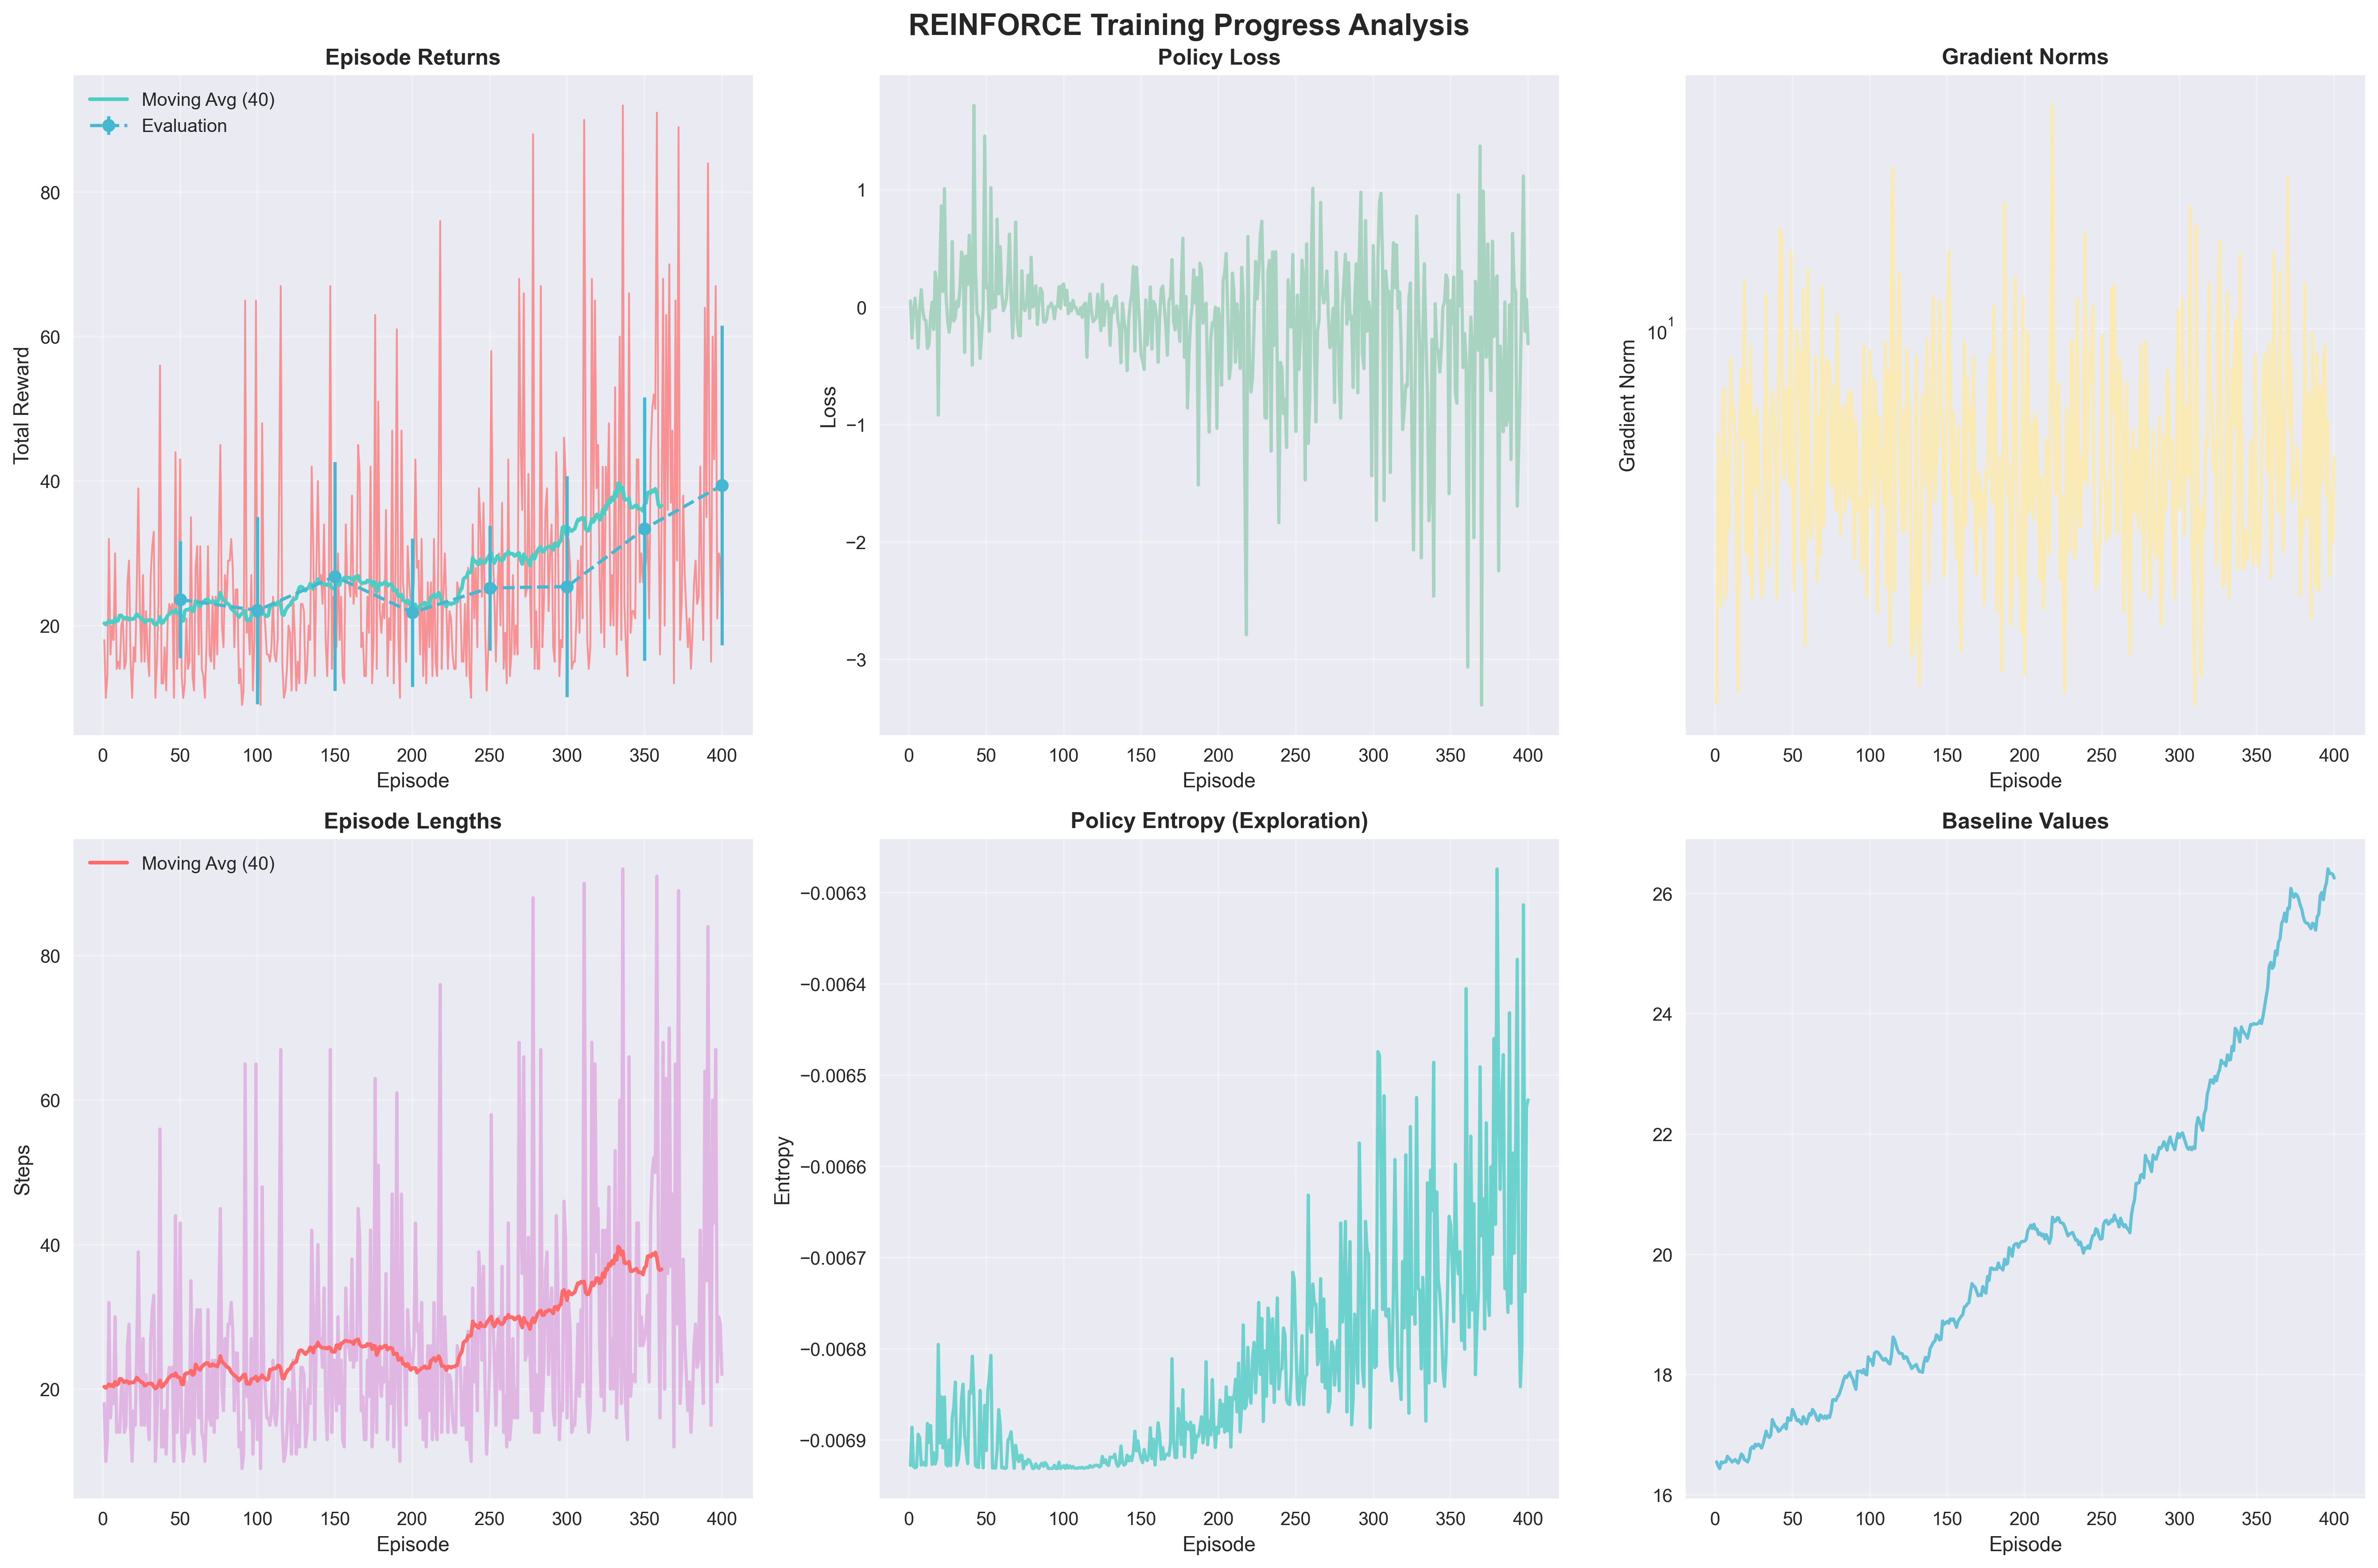 REINFORCE Training Progress Analysis
Episode Returns
Moving Avg (40)
Evaluation
Total Reward
80
60
40
20
0 50 100 150 200 250 300 350 400
Episode
Policy Loss
Loss
1
0
−1
−2
−3
0 50 100 150 200 250 300 350 400
Episode
Gradient Norms
Gradient Norm
10¹
0 50 100 150 200 250 300 350 400
Episode
Episode Lengths
Moving Avg (40)
Steps
80
60
40
20
0 50 100 150 200 250 300 350 400
Episode
Policy Entropy (Exploration)
Entropy
−0.0063
−0.0064
−0.0065
−0.0066
−0.0067
−0.0068
−0.0069
0 50 100 150 200 250 300 350 400
Episode
Baseline Values
26
24
22
20
18
16
0 50 100 150 200 250 300 350 400
Episode